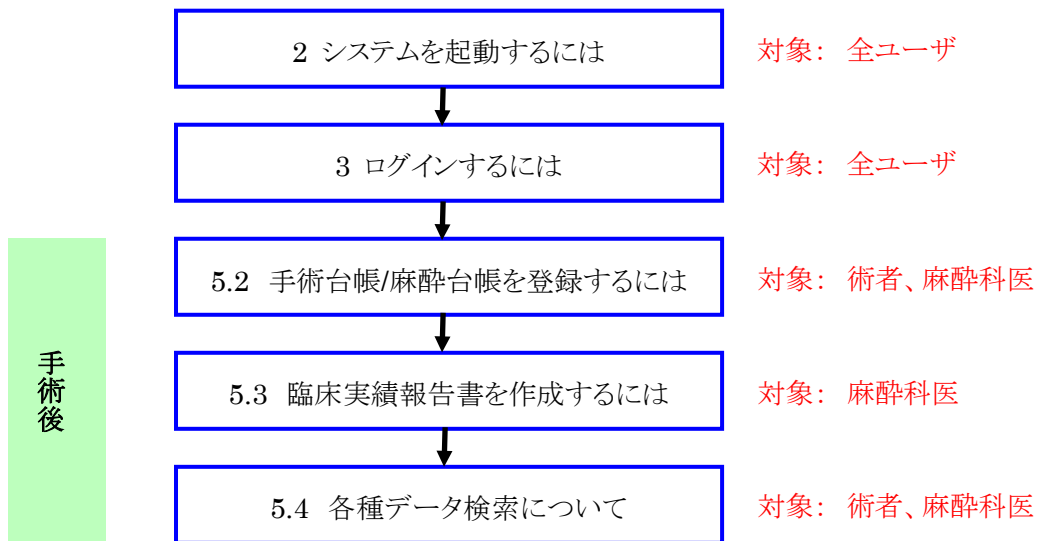 2 システムを起動するには
対象: 全ユーザ
3 ログインするには
対象: 全ユーザ
手術後
5.2 手術台帳/麻酔台帳を登録するには
対象: 術者、麻酔科医
5.3 臨床実績報告書を作成するには
対象: 麻酔科医
5.4 各種データ検索について
対象: 術者、麻酔科医